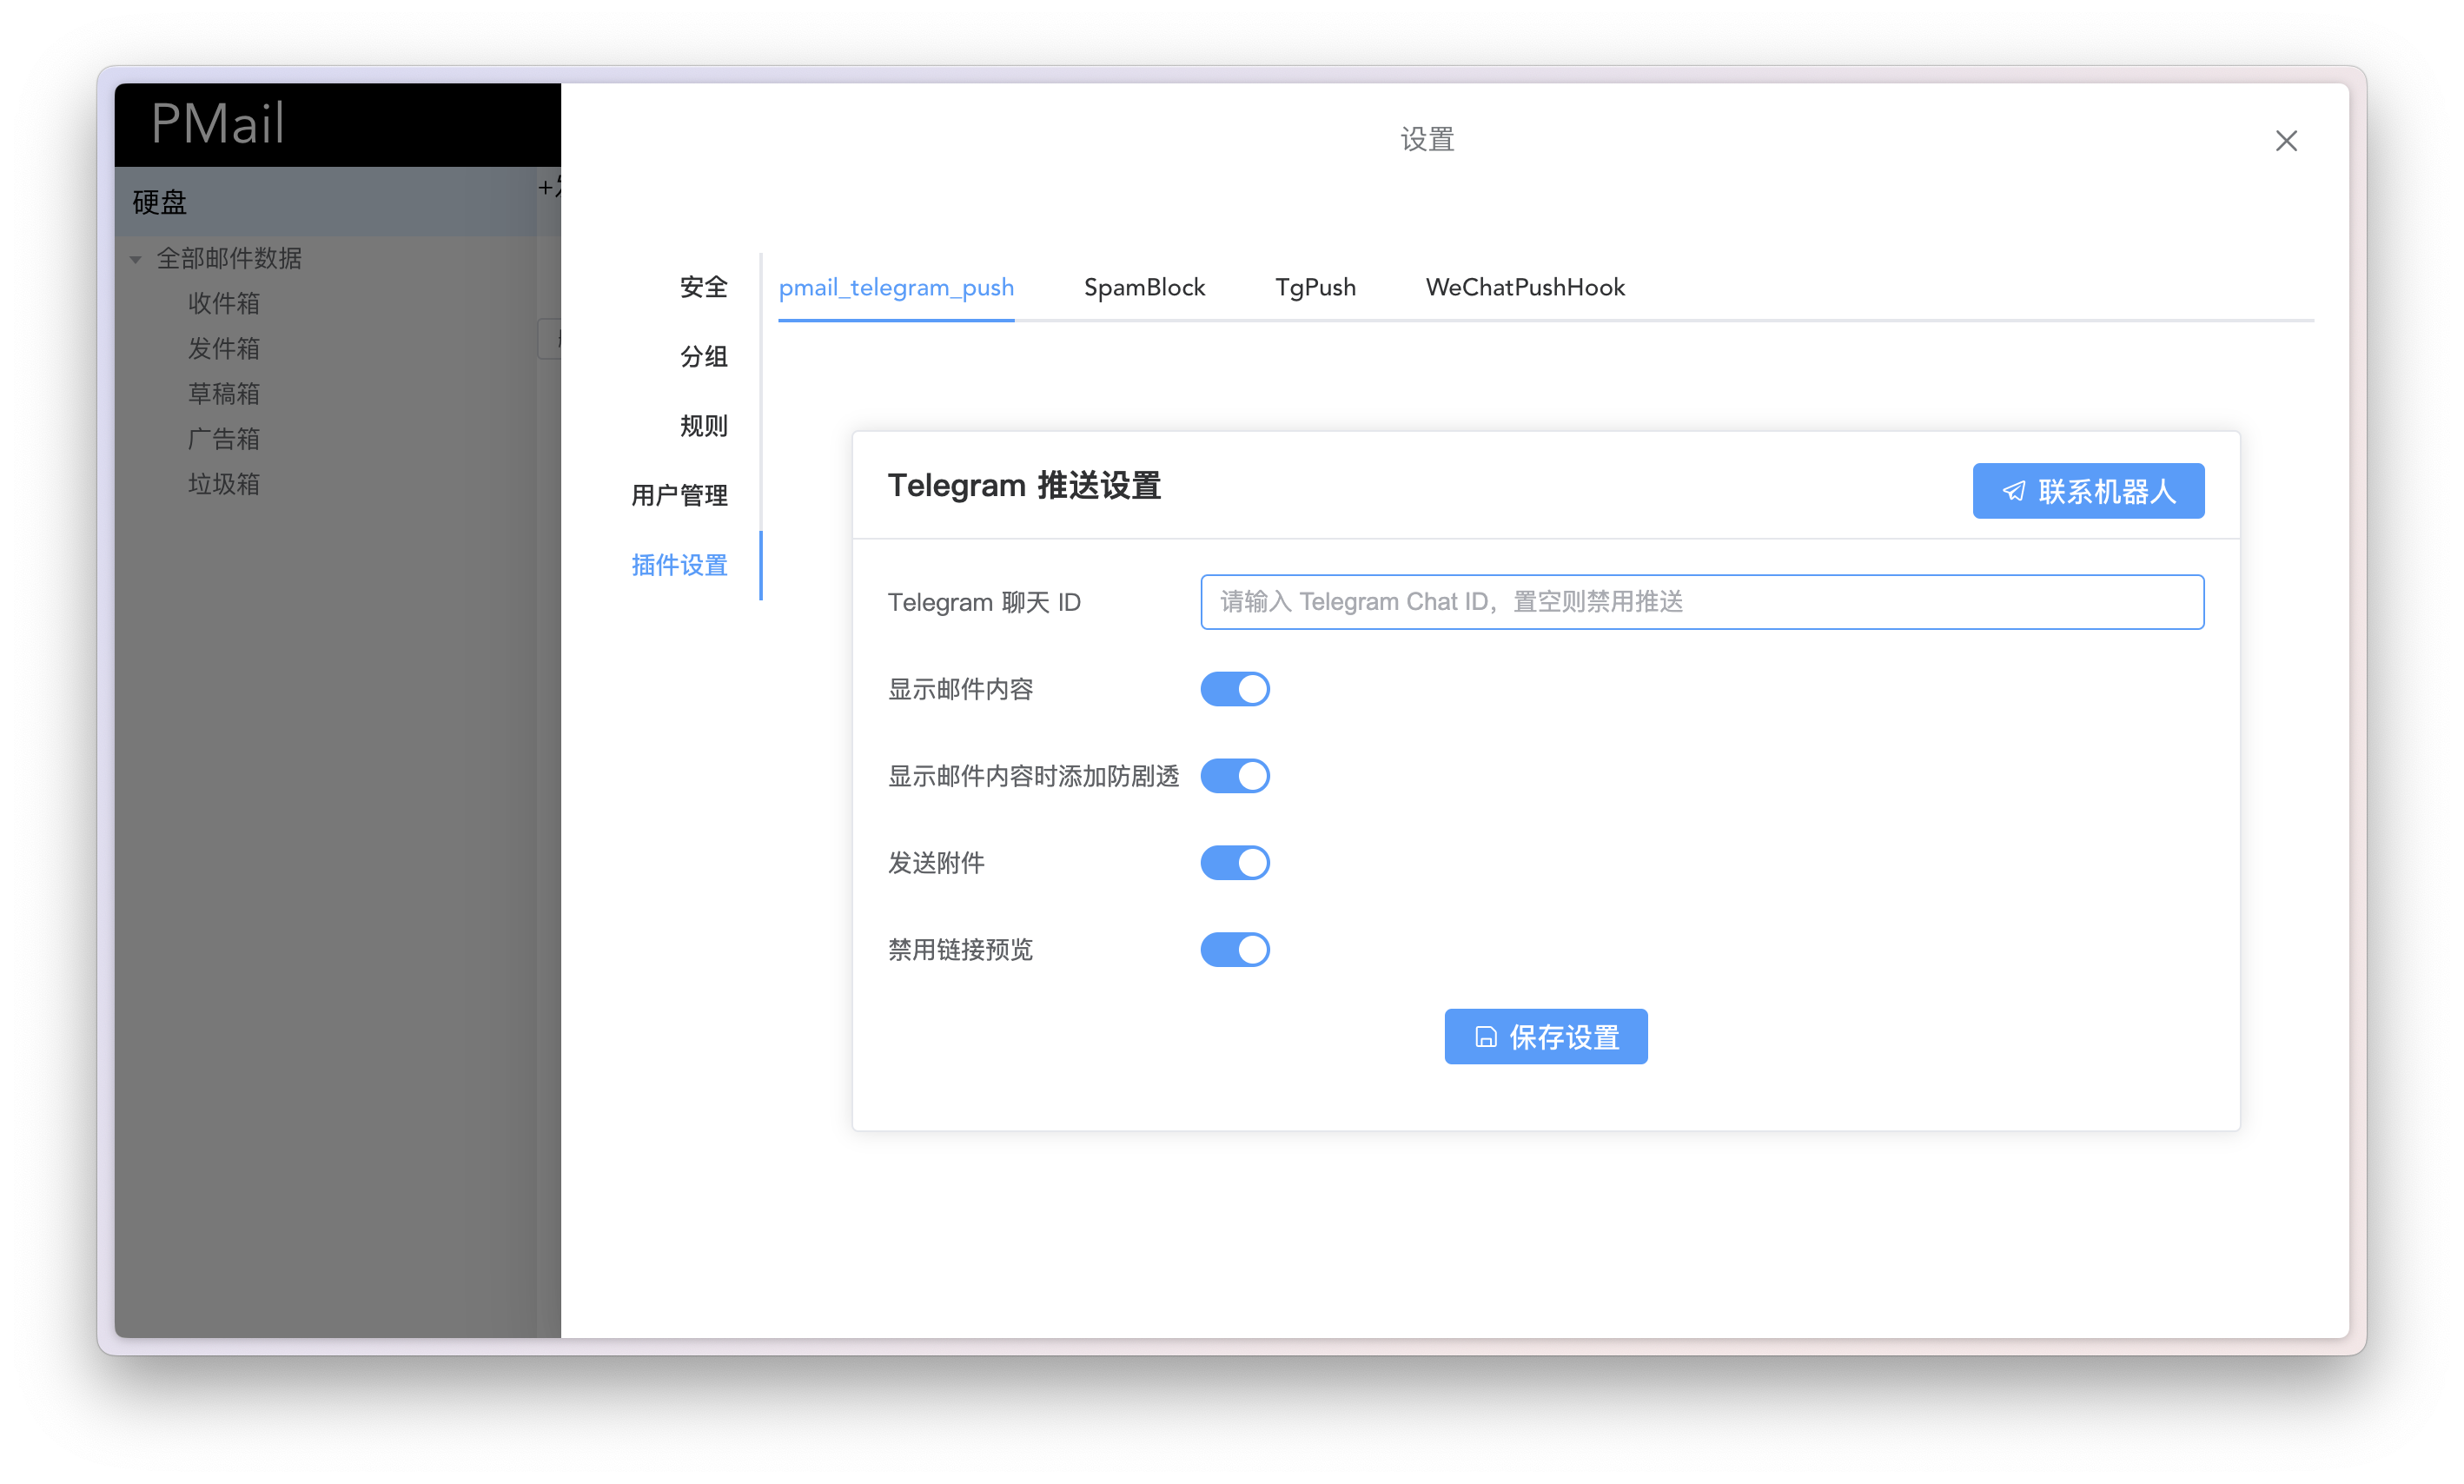 PMail
硬盘
全部邮件数据
收件箱
发件箱
草稿箱
广告箱
垃圾箱
设置
安全
分组
规则
用户管理
插件设置
pmail_telegram_push SpamBlock TgPush WeChatPushHook
Telegram 推送设置
联系机器人
Telegram 聊天 ID
请输入 Telegram Chat ID，置空则禁用推送
显示邮件内容
显示邮件内容时添加防剧透
发送附件
禁用链接预览
保存设置